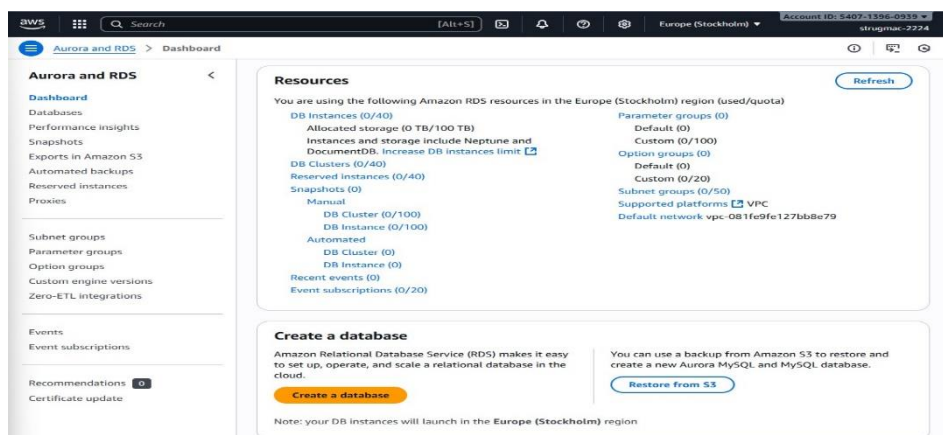 aws
Search
[Alt+S]
Europe (Stockholm)
Account ID: 5407-1396-0939
strugmac-2224
Aurora and RDS > Dashboard
Aurora and RDS
Dashboard
Databases
Performance insights
Snapshots
Exports in Amazon S3
Automated backups
Reserved instances
Proxies
Subnet groups
Parameter groups
Option groups
Custom engine versions
Zero-ETL integrations
Events
Event subscriptions
Recommendations 0
Certificate update
Resources
Refresh
You are using the following Amazon RDS resources in the Europe (Stockholm) region (used/quota)
DB Instances (0/40)
Allocated storage (0 TB/100 TB)
Instances and storage include Neptune and
DocumentDB. Increase DB instances limit
DB Clusters (0/40)
Reserved instances (0/40)
Snapshots (0)
Manual
DB Cluster (0/100)
DB Instance (0/100)
Automated
DB Cluster (0)
DB Instance (0)
Recent events (0)
Event subscriptions (0/20)
Parameter groups (0)
Default (0)
Custom (0/100)
Option groups (0)
Default (0)
Custom (0/20)
Subnet groups (0/50)
Supported platforms VPC
Default network vpc-081fe9fe127bb8e79
Create a database
Amazon Relational Database Service (RDS) makes it easy
to set up, operate, and scale a relational database in the
cloud.
Create a database
You can use a backup from Amazon S3 to restore and
create a new Aurora MySQL and MySQL database.
Restore from S3
Note: your DB instances will launch in the Europe (Stockholm) region